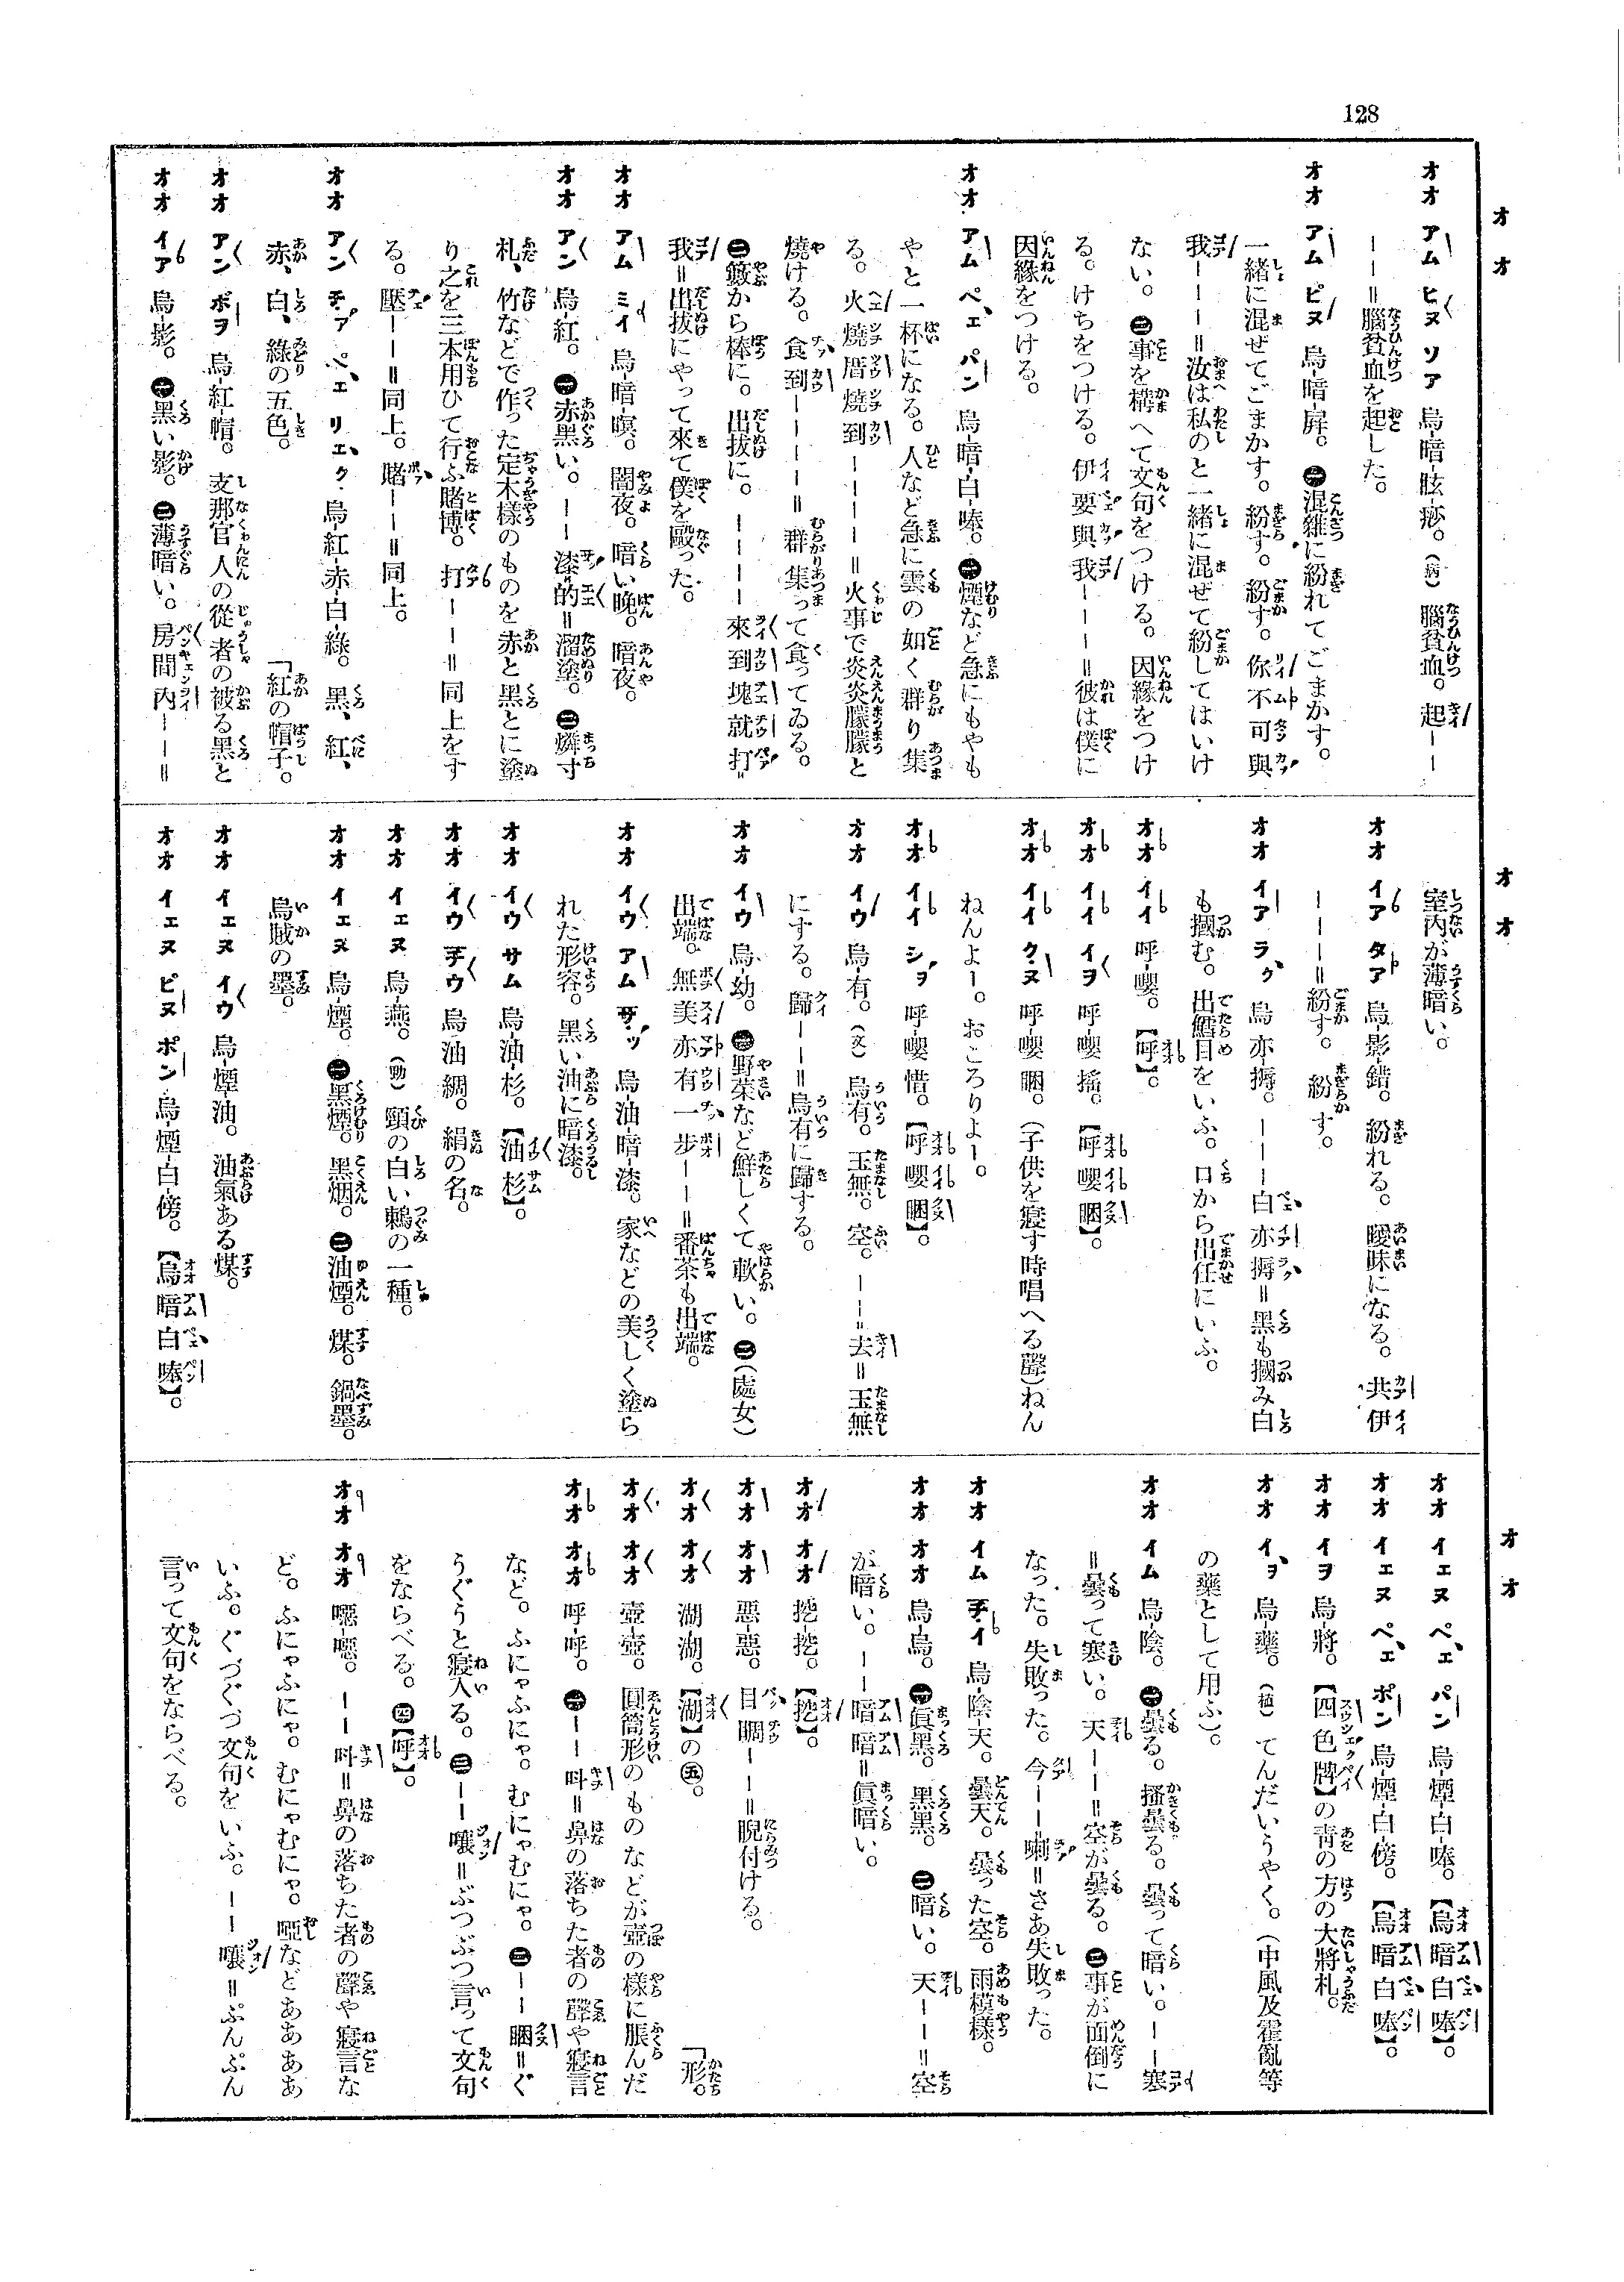 128
オオ
オオ アム ヒヌ ソア 烏-暗-眩-痧。(病) 腦貧血。起ーー
ーー=腦貧血を起した。
オオ アム ピヌ 烏-暗-屛。㊀混雜に紛れてごまかす。
一緒に混ぜてごまかす。紛す。紛す。你不可與
我ーーー=汝は私のと一緒に混ぜて紛してはいけ
ない。㊁事を構へて文句をつける。因緣をつけ
る。けちをつける。伊要與我ーーー=彼は僕に
因緣をつける。
オオ アム ペェ パン 烏-暗-白-唪。㊀煙など急にもやも
やと一杯になる。人など急に雲の如く群り集
る。火燒厝燒到ーーーー=火事で炎炎朦朦と
燒ける。食到ーーーー=群集って食ってゐる。
㊁籔から棒に。出拔に。ーーーー來到塊就打
我=出拔にやって來て僕を毆った。
オオ アム ミイ 烏-暗-暝。闇夜。暗い晚。暗夜。
オオ アン 烏-紅。㊀赤黑い。ーー漆的=溜塗。㊁燐寸
札、竹などで作った定木樣のものを赤と黑とに塗
り之を三本用ひて行ふ賭博。打ーー=同上をす
る。壓ーー=同上。賭ーー=同上。
オオ アン チァ ペェ リェク 烏-紅-赤-白-綠。黑、紅、
赤、白、綠の五色。
「紅の帽子。
オオ アン ボヲ 烏-紅-帽。支那官人の從者の被る黑と
オオ イア 烏-影。㊀黑い影。㊁薄暗い。房間內ーー=
オオ
室內が薄暗い。
オオ イア タア 烏-影-錯。紛れる。曖昧になる。共伊
ーーー=紛す。紛す。
オオ イア ラク 烏-亦-搙。ーーー白亦搙=黑も摑み白
も摑む。出鱈目をいふ。口から出任にいふ。
オオ イイ 呼-嚶。【呼】。
オオ イイ イヲ 呼-嚶-搖。【呼嚶睏】。
オオ イイ クヌ 呼-嚶-睏。(子供を寢す時唱へる聲)ねん
ねんよー。おころりよー。
オオ イイ シヲ 呼-嚶-惜。【呼嚶睏】。
オオ イウ 烏-有。(文) 烏有。玉無。空。ーー去=玉無
にする。歸ーー=烏有に歸する。
オオ イウ 烏-幼。㊀野菜など鮮しくて軟い。㊁(處女)
出端。無美亦有一步ーー=番茶も出端。
オオ イウ アム サッ 烏-油-暗-漆。家などの美しく塗ら
れた形容。黑い油に暗漆。
オオ イウ サム 烏-油-杉。【油杉】。
オオ イウ チウ 烏-油-綢。絹の名。
オオ イェヌ 烏-燕。(動) 頸の白い鶫の一種。
オオ イェヌ 烏-煙。㊀黑煙。黑烟。㊁油煙。煤。鍋墨。
烏賊の墨。
オオ イェヌ イウ 烏-煙-油。油氣ある煤。
オオ イェヌ ピヌ ポン 烏-煙-白-傍。【烏暗白唪】。
オオ
オオ イェヌ ペェ パン 烏-煙-白-唪。【烏暗白唪】。
オオ イェヌ ペェ ポン 烏-煙-白-傍。【烏暗白唪】。
オオ イヲ 烏-將。【四色牌】の靑の方の大將札。
オオ イヲ 烏-藥。(植) てんだいうやく。(中風及霍亂等
の藥として用ふ)。
オオ イム 烏-陰。㊀曇る。搔曇る。曇って暗い。ーー寒
=曇って寒い。天ーー=空が曇る。㊁事が面倒に
なった。失敗った。今ーー喇=さあ失敗った。
オオ イム チイ 烏-陰-天。曇天。曇った空。雨模樣。
オオ オオ 烏-烏。㊀眞黑。黑黑。㊁暗い。天ーー=空
が暗い。ーー暗暗=眞暗い。
オオ オオ 挖-挖。【挖】。
オオ オオ 惡-惡。目睭ーー=睨付ける。
オオ オオ 湖湖。【湖】の㊄。
「形。
オオ オオ 壺-壺。圓筒形のものなどが壺の樣に脹んだ
オオ オオ 呼-呼。㊀ーー呌=鼻の落ちた者の聲や寢言
など。ふにゃふにゃ。むにゃむにゃ。㊁ーー睏=ぐ
うぐうと寢入る。㊂ーー嚷=ぶつぶつ言って文句
をならべる。㊃【呼】。
オオ オオ 噁-噁。ーー呌=鼻の落ちた者の聲や寢言な
ど。ふにゃふにゃ。むにゃむにゃ。啞などああああ
いふ。ぐづぐづ文句をいふ。ーー嚷=ぷんぷん
言って文句をならべる。